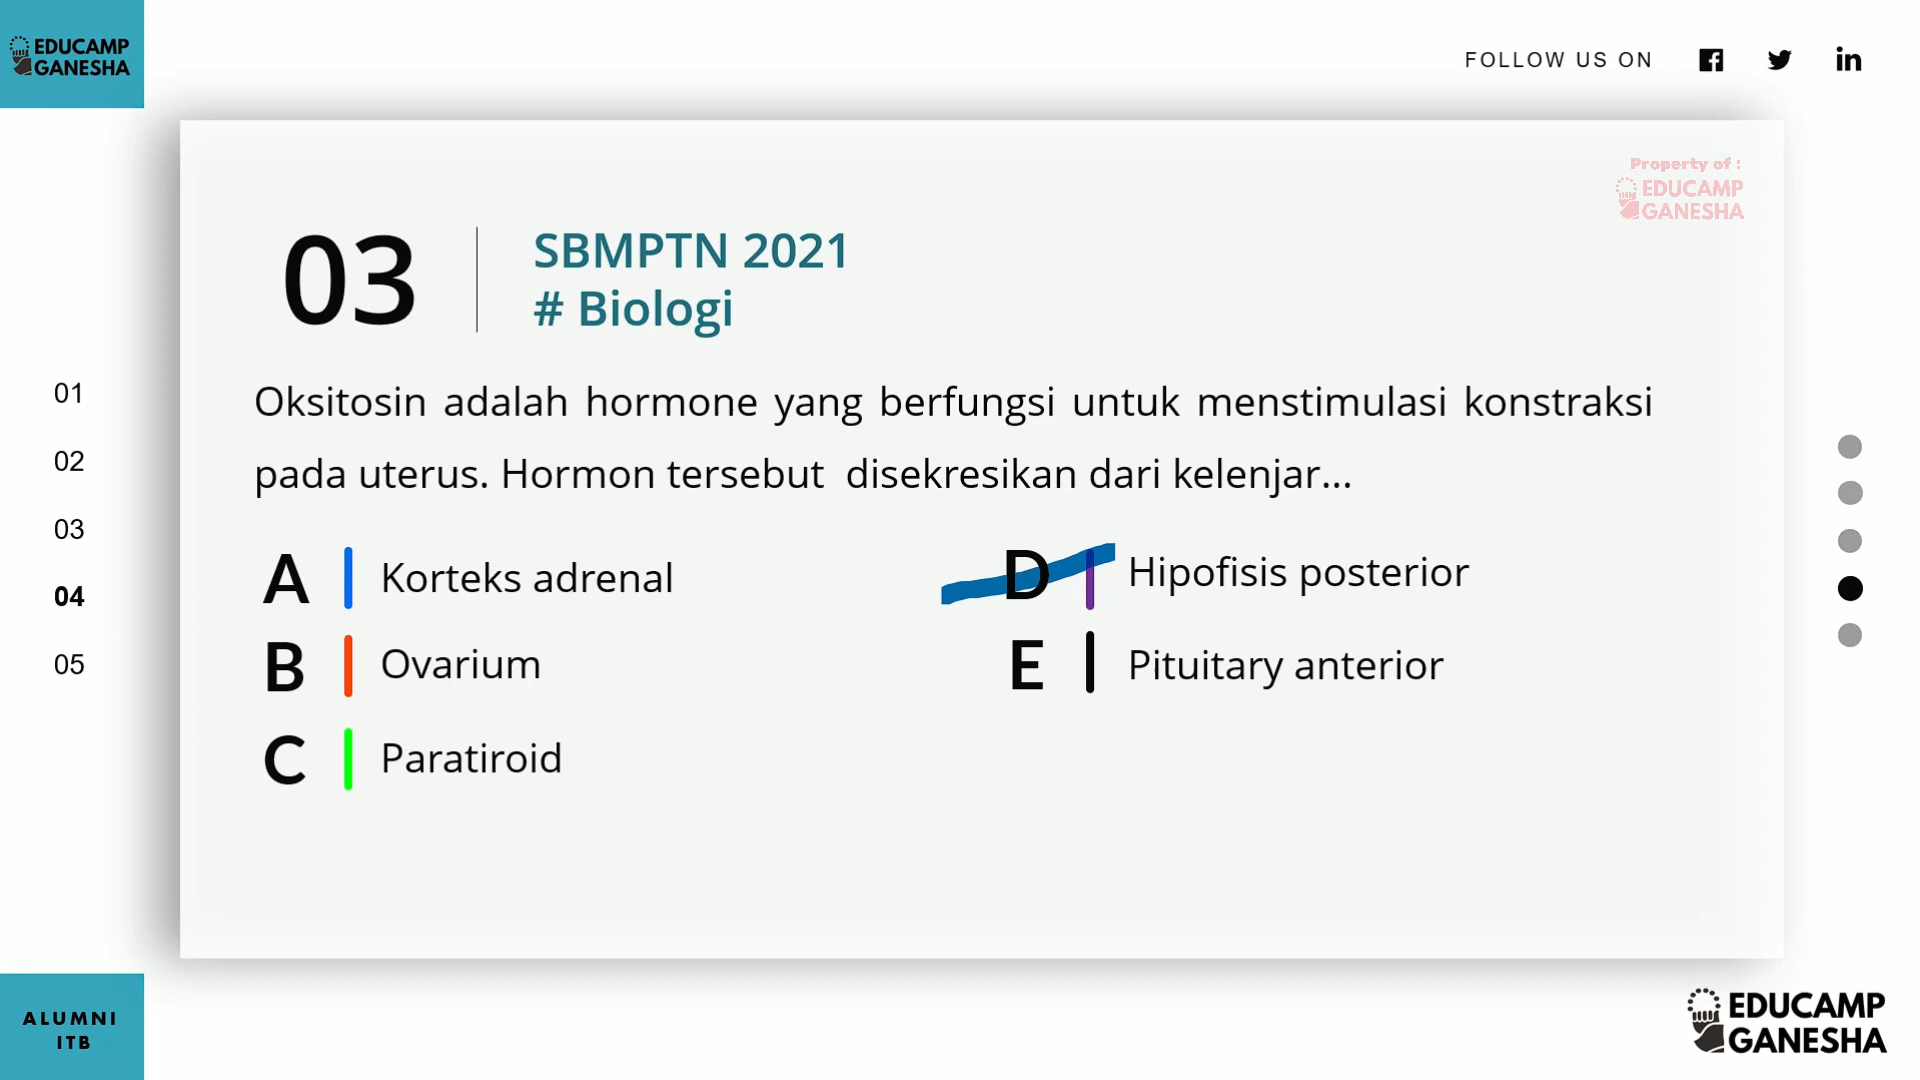 EDUCAMP
GANESHA
FOLLOW US ON
Property of :
EDUCAMP
GANESHA
03
SBMPTN 2021
# Biologi
Oksitosin adalah hormone yang berfungsi untuk menstimulasi konstraksi
pada uterus. Hormon tersebut disekresikan dari kelenjar...
A Korteks adrenal
B Ovarium
C Paratiroid
D Hipofisis posterior
E Pituitary anterior
01
02
03
04
05
ALUMNI
ITB
EDUCAMP
GANESHA